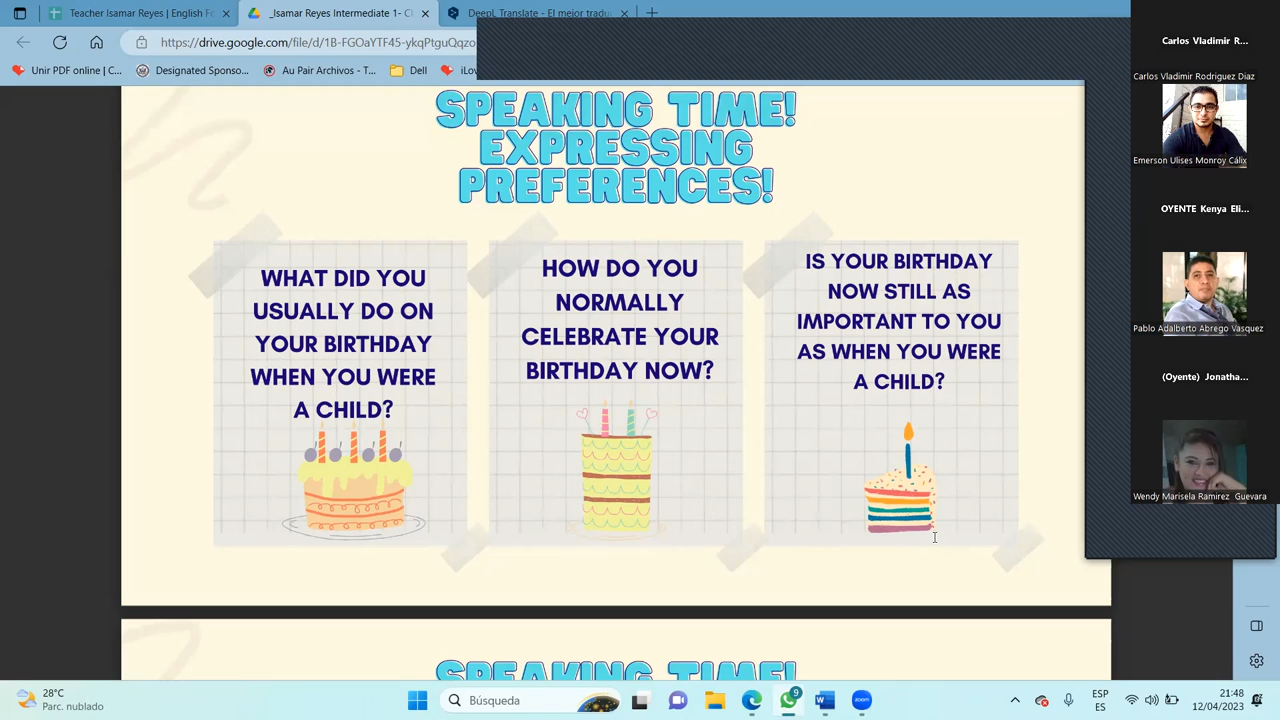 Teacher Isamar Reyes | English F
_Isamar Reyes Intermediate 1- Cl
DeepL Translate - El mejor tradu
https://drive.google.com/file/d/1B-FGOaYTF45-ykqPtguQqzo
Unir PDF online | C...
Designated Sponso...
Au Pair Archivos - T...
Dell
iLov
SPEAKING TIME!
EXPRESSING
PREFERENCES!
WHAT DID YOU
USUALLY DO ON
YOUR BIRTHDAY
WHEN YOU WERE
A CHILD?
HOW DO YOU
NORMALLY
CELEBRATE YOUR
BIRTHDAY NOW?
IS YOUR BIRTHDAY
NOW STILL AS
IMPORTANT TO YOU
AS WHEN YOU WERE
A CHILD?
SPEAKING TIME!
Carlos Vladimir R...
Carlos Vladimir Rodriguez Diaz
Emerson Ulises Monroy Cálix
OYENTE Kenya Eli...
Pablo Adalberto Abrego Vasquez
(Oyente) Jonatha...
Wendy Marisela Ramirez Guevara
28°C
Parc. nublado
Búsqueda
9
W
zoom
ESP
ES
21:48
12/04/2023